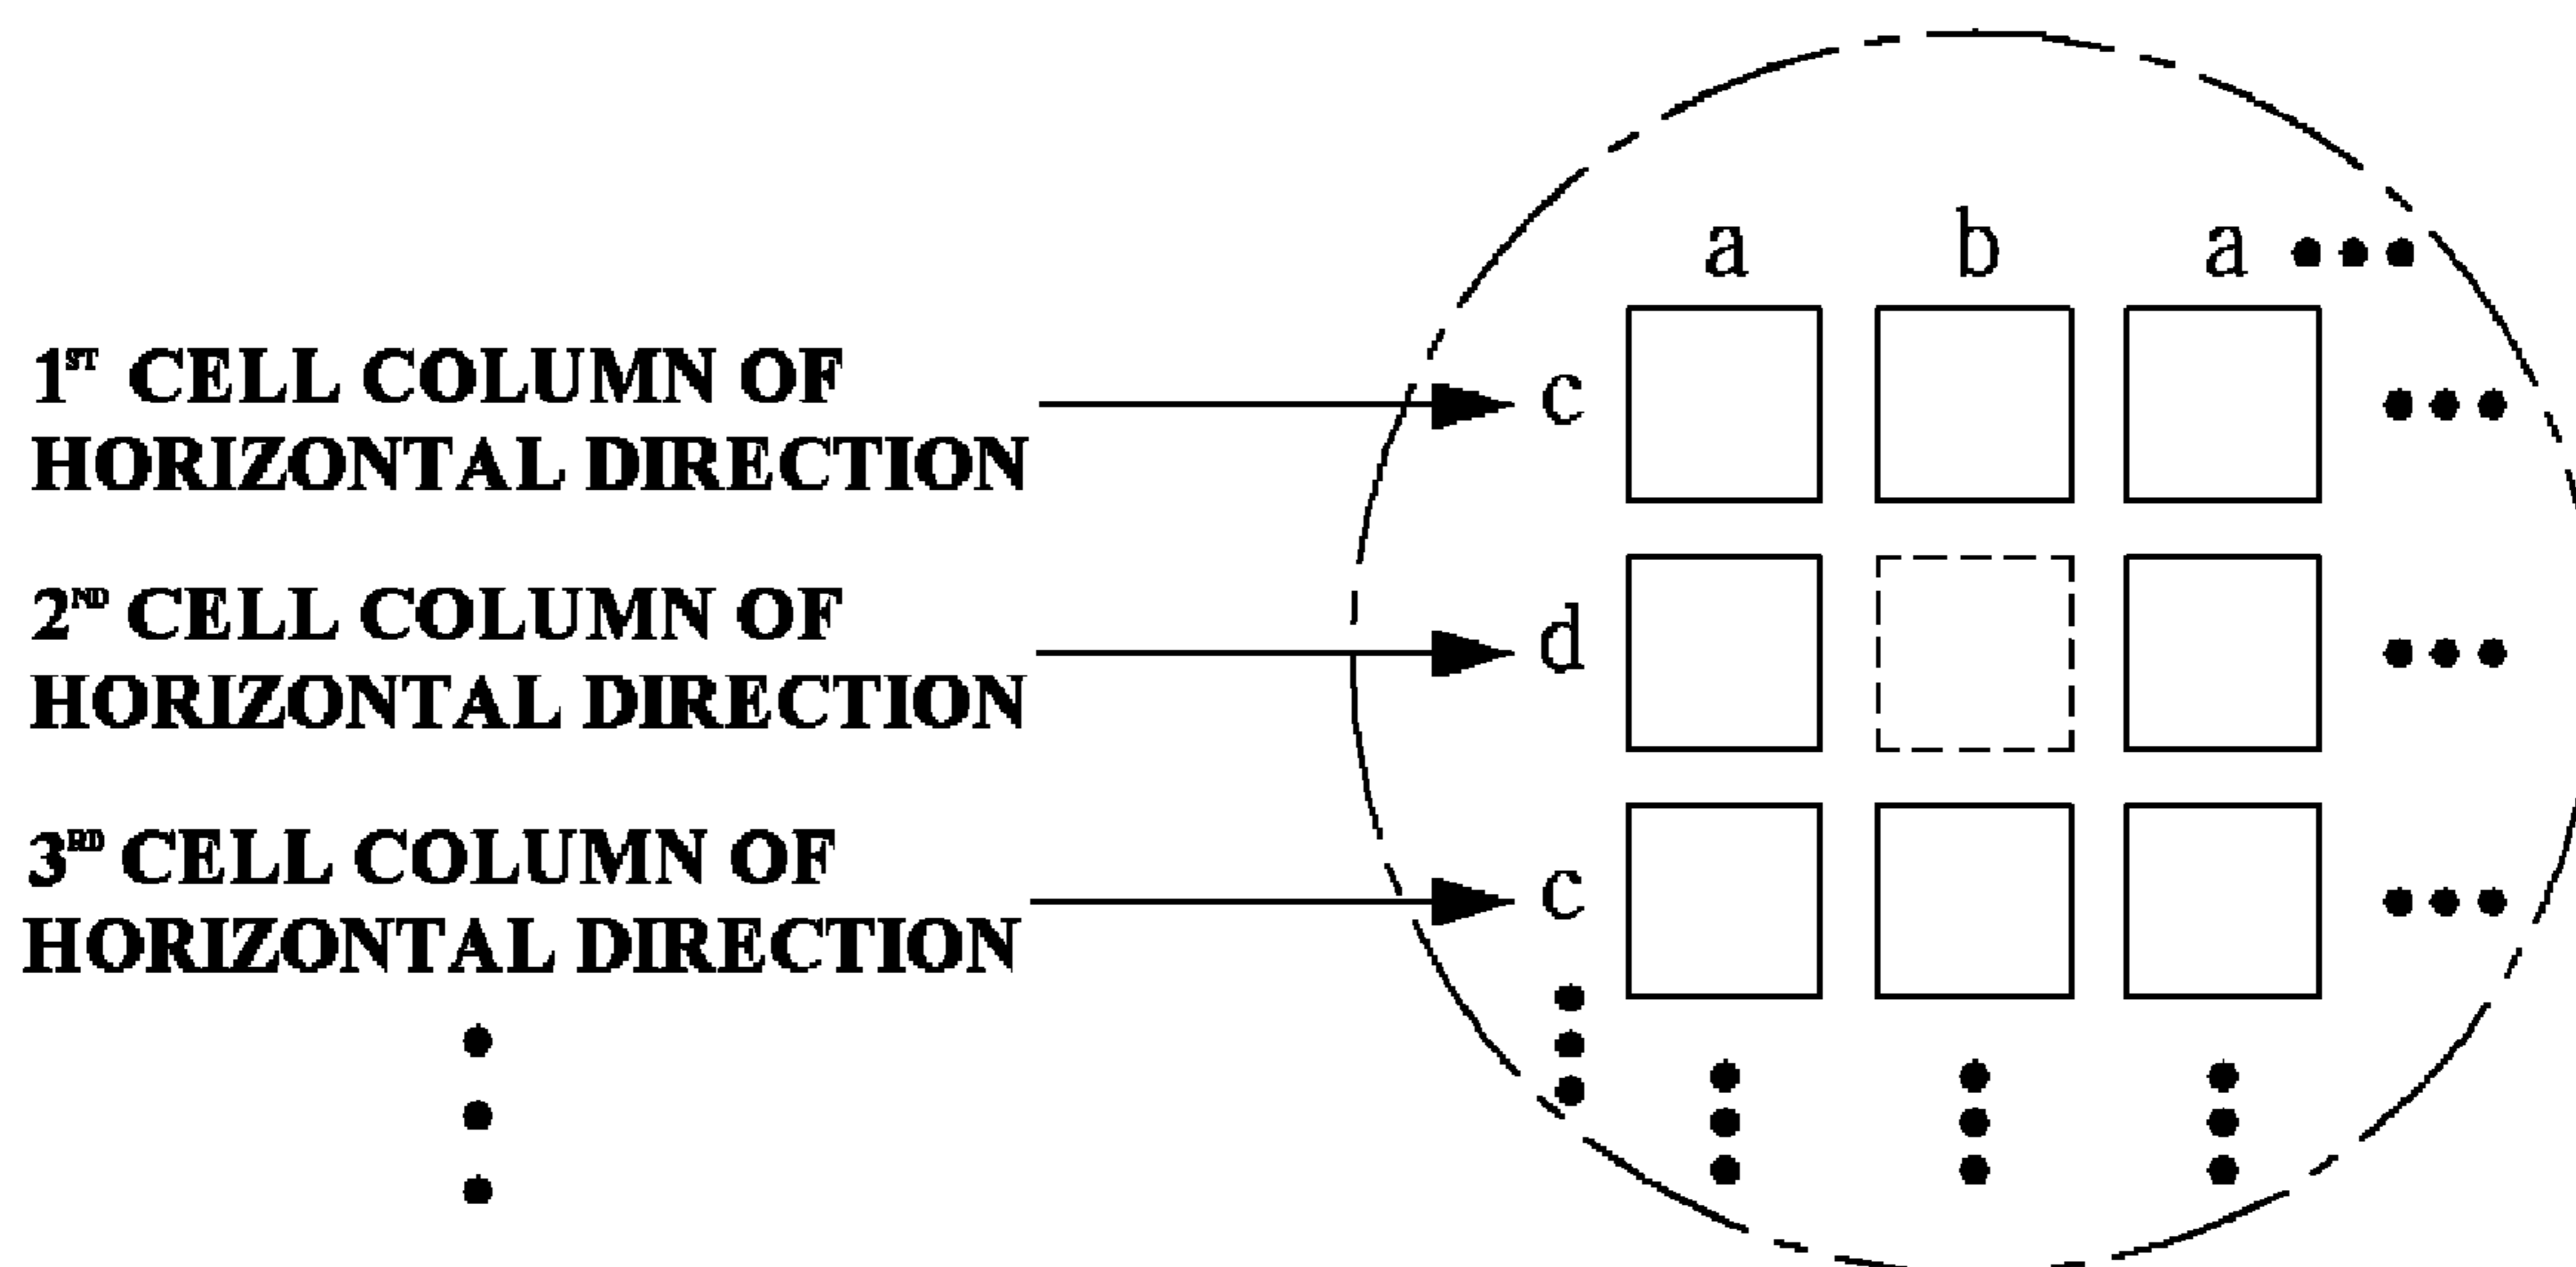 a b a •••
1ST CELL COLUMN OF
HORIZONTAL DIRECTION
c
•••
2ND CELL COLUMN OF
HORIZONTAL DIRECTION
d
•••
3RD CELL COLUMN OF
HORIZONTAL DIRECTION
c
•••